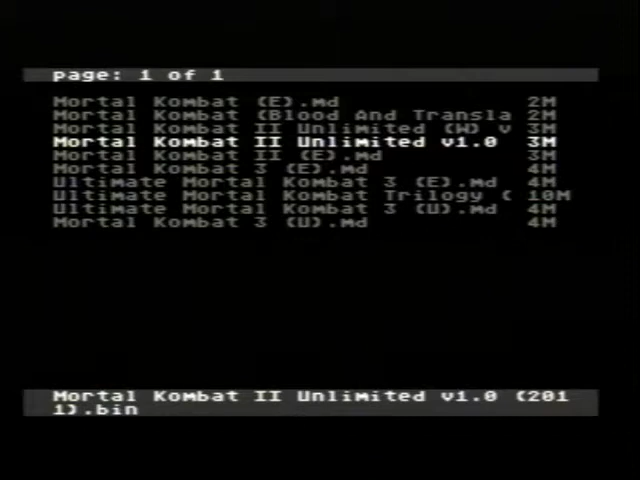 page: 1 of 1
Mortal Kombat (E).md 2M
Mortal Kombat (Blood And Transla 2M
Mortal Kombat II Unlimited (W) v 3M
Mortal Kombat II Unlimited v1.0 3M
Mortal Kombat II (E).md 3M
Mortal Kombat 3 (E).md 4M
Ultimate Mortal Kombat 3 (E).md 4M
Ultimate Mortal Kombat Trilogy ( 10M
Ultimate Mortal Kombat 3 (U).md 4M
Mortal Kombat 3 (U).md 4M
Mortal Kombat II Unlimited v1.0 (201
1).bin